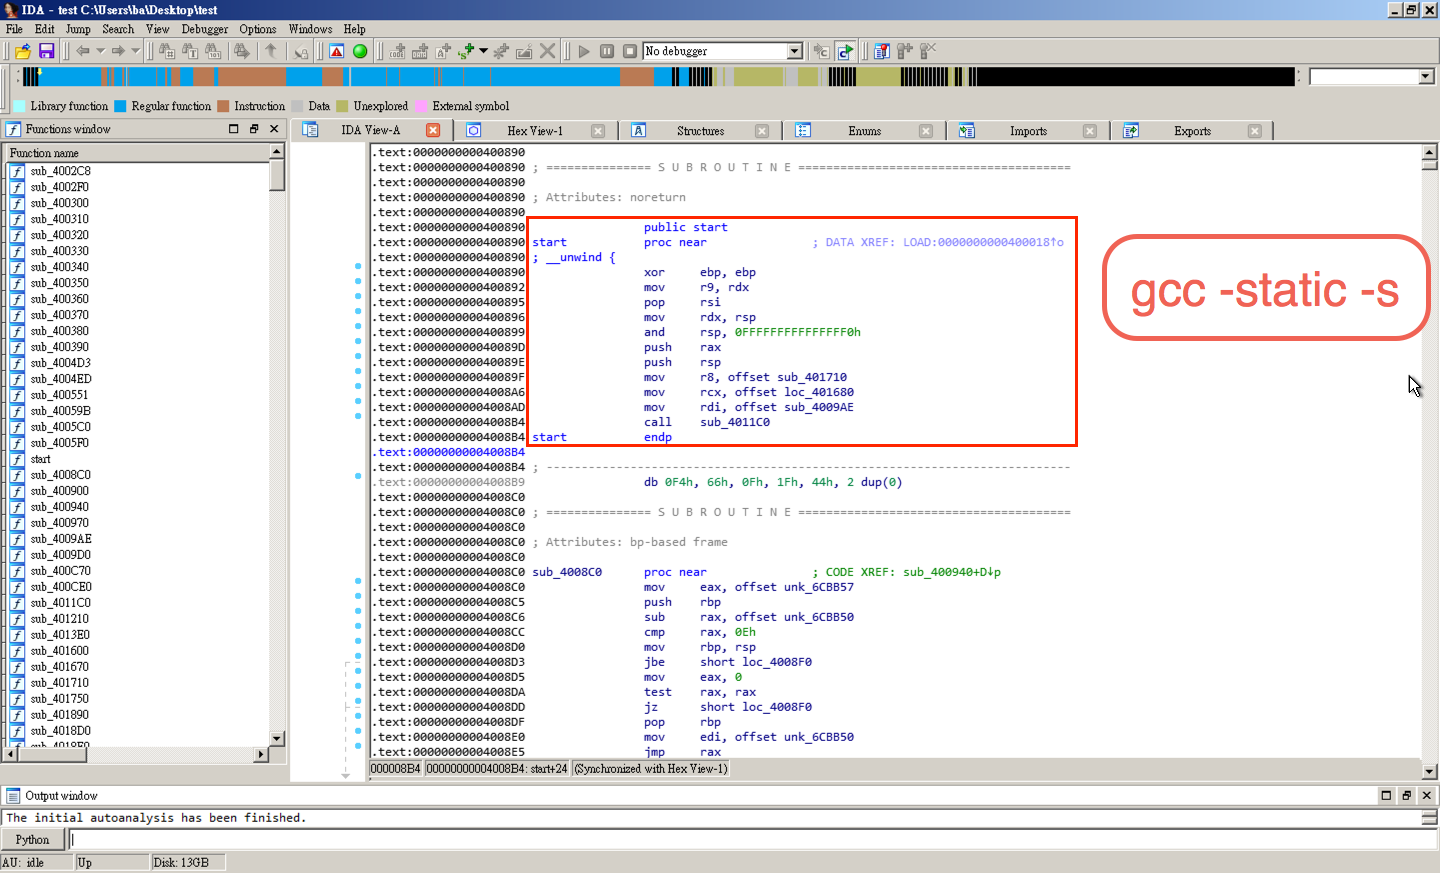 IDA - test C:\Users\ba\Desktop\test
File Edit Jump Search View Debugger Options Windows Help
No debugger
Library function Regular function Instruction Data Unexplored External symbol
Functions window
IDA View-A Hex View-1 Structures Enums Imports Exports
Function name
sub_4002C8
sub_4002F0
sub_400300
sub_400310
sub_400320
sub_400330
sub_400340
sub_400350
sub_400360
sub_400370
sub_400380
sub_400390
sub_4004D3
sub_4004ED
sub_400551
sub_40059B
sub_4005C0
sub_4005F0
start
sub_4008C0
sub_400900
sub_400940
sub_400970
sub_4009AE
sub_4009D0
sub_400C70
sub_400CE0
sub_4011C0
sub_401210
sub_4013E0
sub_401600
sub_401670
sub_401710
sub_401750
sub_401890
sub_4018D0
.text:0000000000400890
.text:0000000000400890 ; =============== S U B R O U T I N E =======================================
.text:0000000000400890
.text:0000000000400890 ; Attributes: noreturn
.text:0000000000400890
.text:0000000000400890 public start
.text:0000000000400890 start proc near ; DATA XREF: LOAD:0000000000400018↑o
.text:0000000000400890 ; __unwind {
.text:0000000000400890 xor ebp, ebp
.text:0000000000400892 mov r9, rdx
.text:0000000000400895 pop rsi
.text:0000000000400896 mov rdx, rsp
.text:0000000000400899 and rsp, 0FFFFFFFFFFFFFFF0h
.text:000000000040089D push rax
.text:000000000040089E push rsp
.text:000000000040089F mov r8, offset sub_401710
.text:00000000004008A6 mov rcx, offset loc_401680
.text:00000000004008AD mov rdi, offset sub_4009AE
.text:00000000004008B4 call sub_4011C0
.text:00000000004008B4 start endp
.text:00000000004008B4
.text:00000000004008B4 ; ---------------------------------------------------------------------------
.text:00000000004008B9 db 0F4h, 66h, 0Fh, 1Fh, 44h, 2 dup(0)
.text:00000000004008C0
.text:00000000004008C0 ; =============== S U B R O U T I N E =======================================
.text:00000000004008C0
.text:00000000004008C0 ; Attributes: bp-based frame
.text:00000000004008C0
.text:00000000004008C0 sub_4008C0 proc near ; CODE XREF: sub_400940+D↓p
.text:00000000004008C0 mov eax, offset unk_6CBB57
.text:00000000004008C5 push rbp
.text:00000000004008C6 sub rax, offset unk_6CBB50
.text:00000000004008CC cmp rax, 0Eh
.text:00000000004008D0 mov rbp, rsp
.text:00000000004008D3 jbe short loc_4008F0
.text:00000000004008D5 mov eax, 0
.text:00000000004008DA test rax, rax
.text:00000000004008DD jz short loc_4008F0
.text:00000000004008DF pop rbp
.text:00000000004008E0 mov edi, offset unk_6CBB50
.text:00000000004008E5 jmp rax
gcc -static -s
000008B4 00000000004008B4: start+24 (Synchronized with Hex View-1)
Output window
The initial autoanalysis has been finished.
Python
AU: idle Up Disk: 13GB